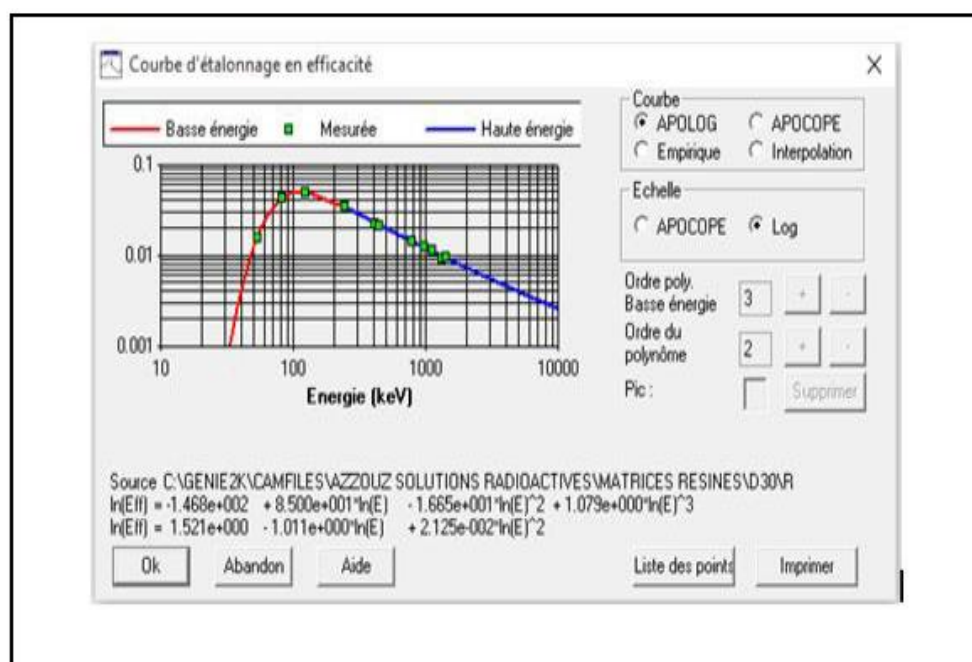 Courbe d'étalonnage en efficacité
Basse énergie Mesurée Haute énergie
0.1
0.01
0.001
10 100 1000 10000
Energie (keV)
Courbe
APOLOG APOCOPE
Empirique Interpolation
Echelle
APOCOPE Log
Ordre poly.
Basse énergie 3 + -
Ordre du
polynôme 2 + -
Pic : Supprimer
Source C:\GENIE2K\CAMFILES\AZZOUZ SOLUTIONS RADIOACTIVES\MATRICES RESINES\D30\R
ln(Eff) = -1.468e+002 + 8.500e+001*ln(E) - 1.665e+001*ln(E)^2 + 1.079e+000*ln(E)^3
ln(Eff) = 1.521e+000 - 1.011e+000*ln(E) + 2.125e-002*ln(E)^2
Ok Abandon Aide Liste des points Imprimer